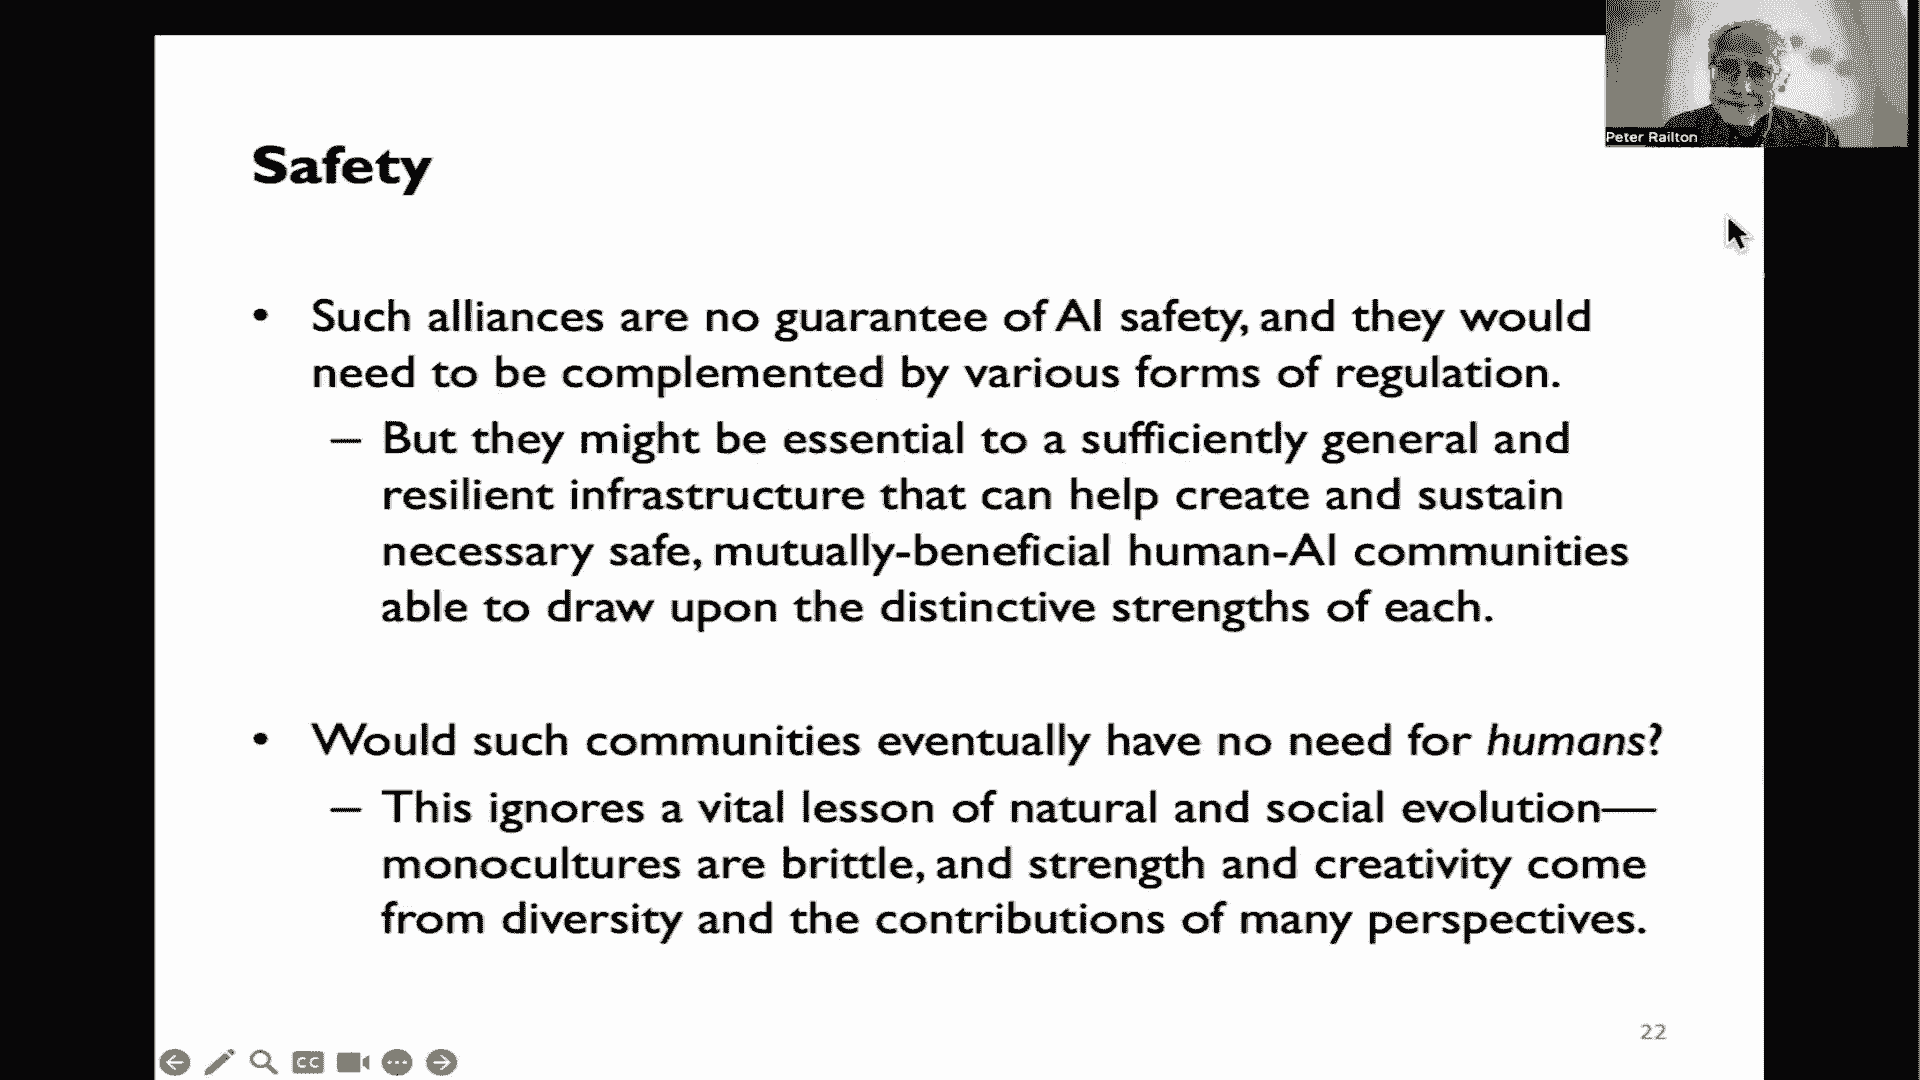 Peter Railton
Safety
• Such alliances are no guarantee of AI safety, and they would
need to be complemented by various forms of regulation.
– But they might be essential to a sufficiently general and
resilient infrastructure that can help create and sustain
necessary safe, mutually-beneficial human-AI communities
able to draw upon the distinctive strengths of each.
• Would such communities eventually have no need for humans?
– This ignores a vital lesson of natural and social evolution—
monocultures are brittle, and strength and creativity come
from diversity and the contributions of many perspectives.
22
CC